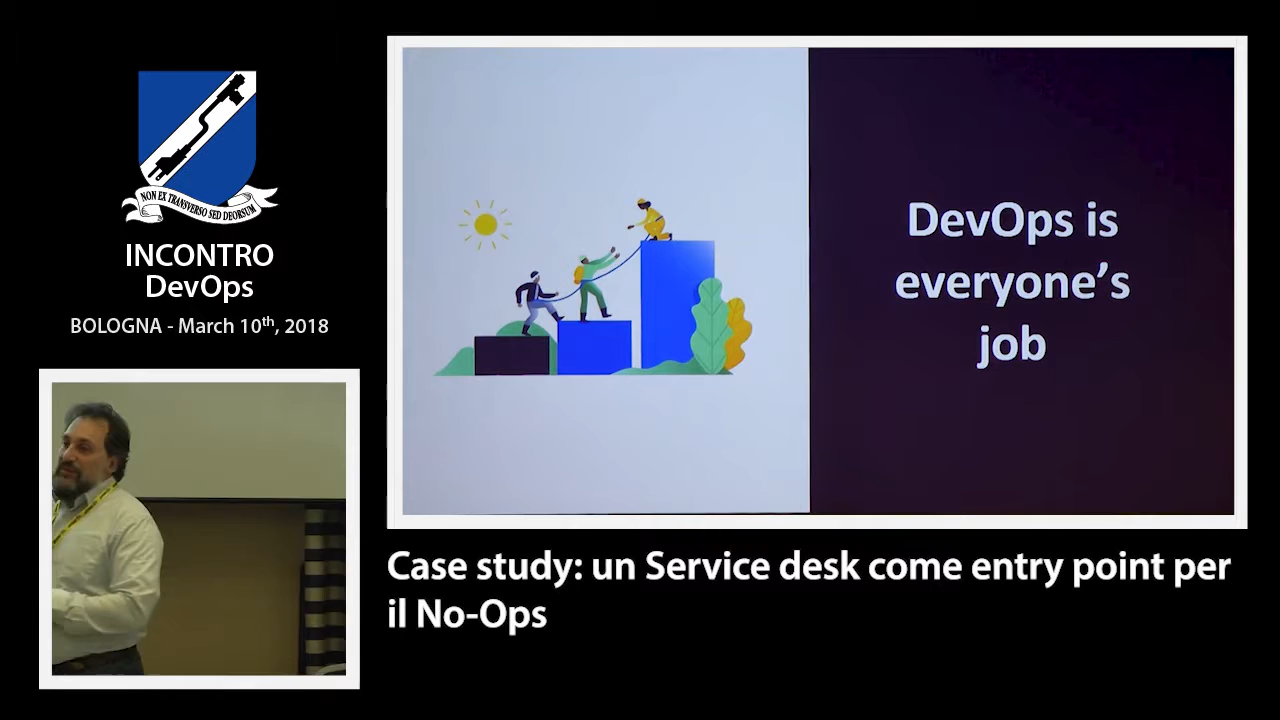 NON EX TRANSVERSO SED DEORSUM
INCONTRO
DevOps
BOLOGNA - March 10th, 2018
DevOps is
everyone's
job
Case study: un Service desk come entry point per
il No-Ops